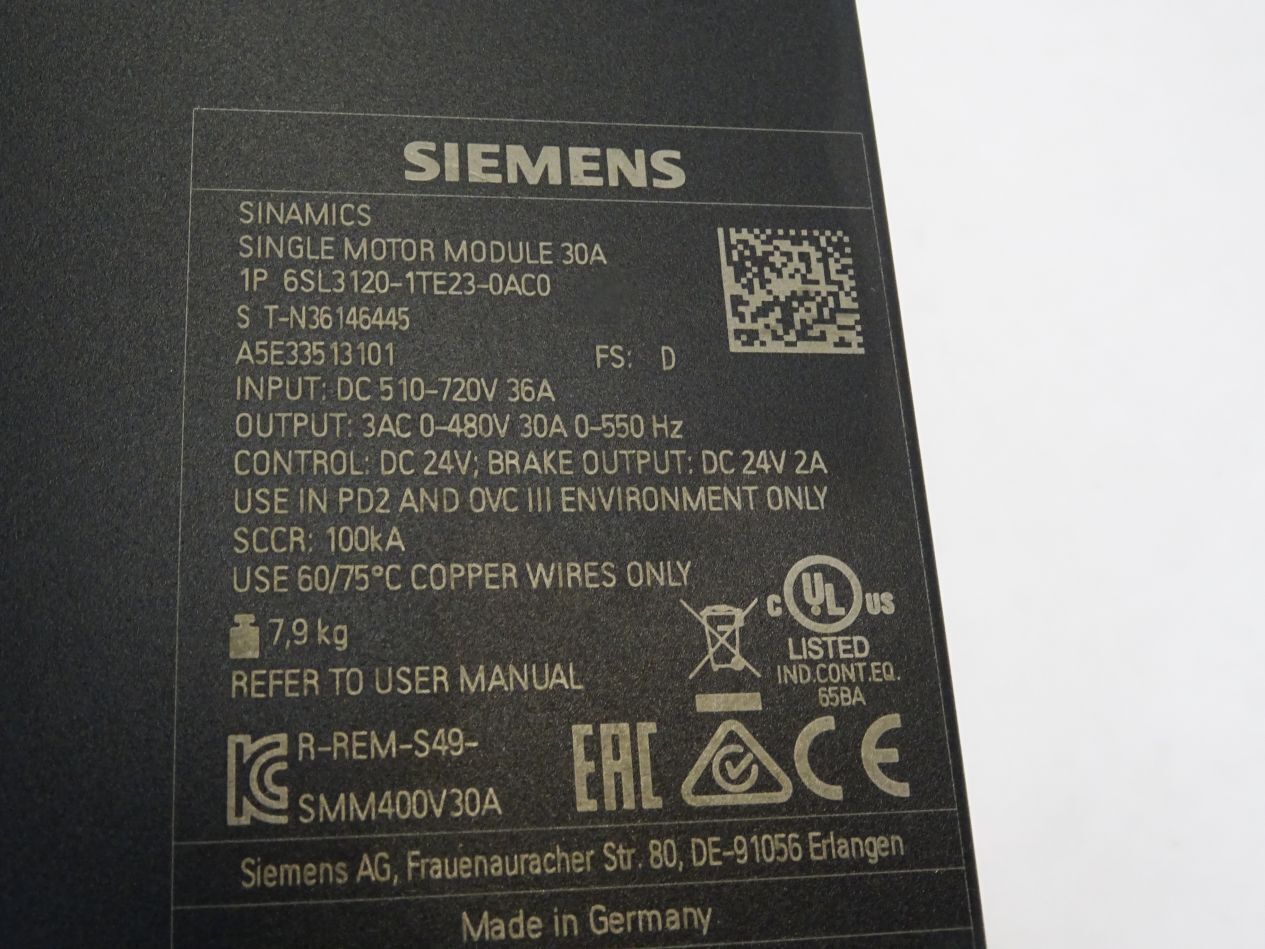 SIEMENS
SINAMICS
SINGLE MOTOR MODULE 30A
1P 6SL3120-1TE23-0AC0
S T-N36146445
A5E33513101 FS: D
INPUT: DC 510-720V 36A
OUTPUT: 3AC 0-480V 30A 0-550 Hz
CONTROL: DC 24V; BRAKE OUTPUT: DC 24V 2A
USE IN PD2 AND OVC III ENVIRONMENT ONLY
SCCR: 100kA
USE 60/75°C COPPER WIRES ONLY
7,9 kg
C UL US
LISTED
IND.CONT.EQ.
65BA
REFER TO USER MANUAL
KC R-REM-S49-
SMM400V30A
EAC CE
Siemens AG, Frauenauracher Str. 80, DE-91056 Erlangen
Made in Germany